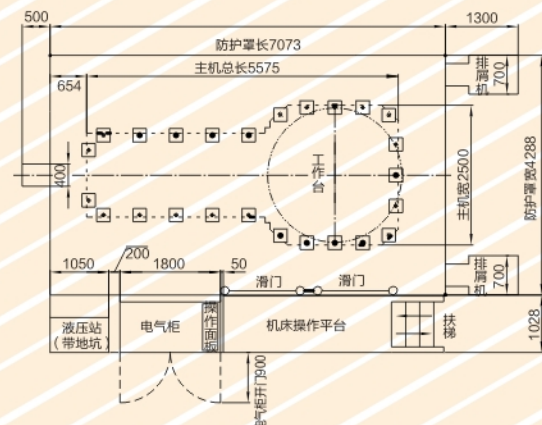 500
1300
防护罩长7073
主机总长5575
654
排屑机
700
400
工作台
主机宽2500
防护罩宽4288
200
1050
1800
50
滑门
滑门
排屑机
700
液压站
（带地坑）
电气柜
操作面板
机床操作平台
扶梯
1028
电气柜开门900